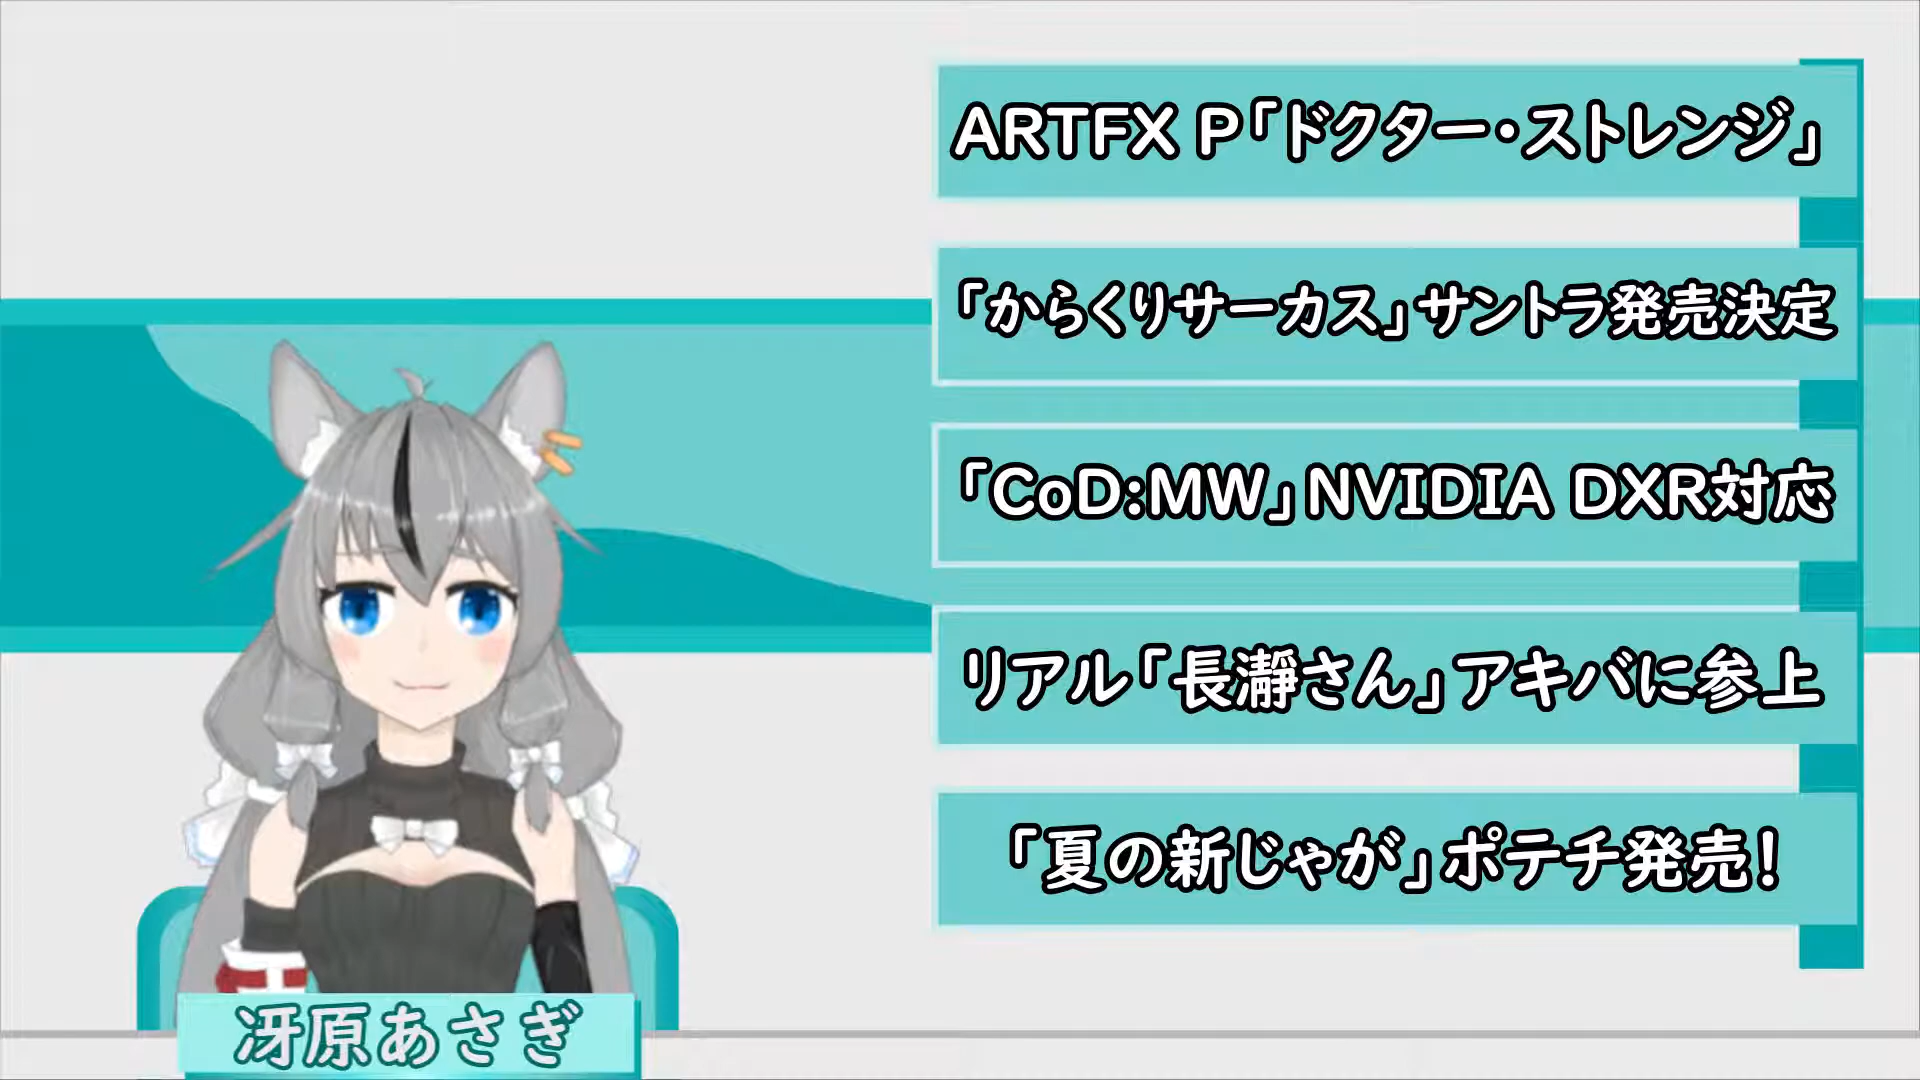 ARTFX P「ドクター・ストレンジ」
「からくりサーカス」サントラ発売決定
「CoD:MW」NVIDIA DXR対応
リアル「長瀞さん」アキバに参上
「夏の新じゃが」ポテチ発売!
冴原あさぎ